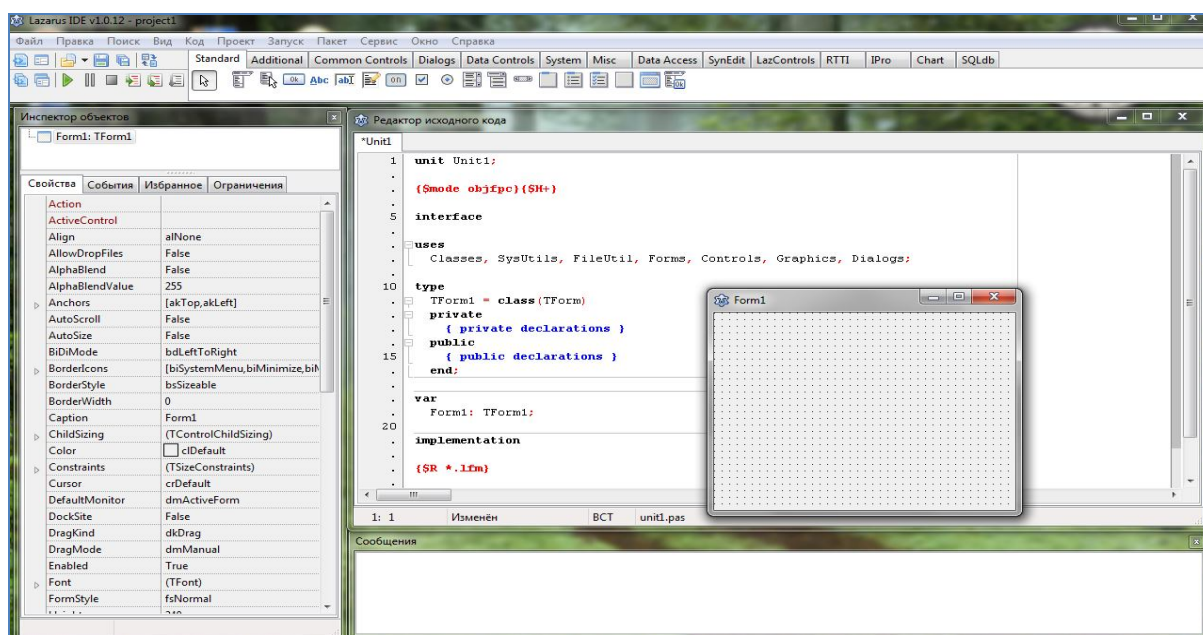 Lazarus IDE v1.0.12 - project1
Файл Правка Поиск Вид Код Проект Запуск Пакет Сервис Окно Справка
Standard Additional Common Controls Dialogs Data Controls System Misc Data Access SynEdit LazControls RTTI IPro Chart SQLdb
Ok Abc abI on
Инспектор объектов
Form1: TForm1
Свойства События Избранное Ограничения
Action
ActiveControl
Align alNone
AllowDropFiles False
AlphaBlend False
AlphaBlendValue 255
Anchors [akTop,akLeft]
AutoScroll False
AutoSize False
BiDiMode bdLeftToRight
BorderIcons [biSystemMenu,biMinimize,
BorderStyle bsSizeable
BorderWidth 0
Caption Form1
ChildSizing (TControlChildSizing)
Color clDefault
Constraints (TSizeConstraints)
Cursor crDefault
DefaultMonitor dmActiveForm
DockSite False
DragKind dkDrag
DragMode dmManual
Enabled True
Font (TFont)
FormStyle fsNormal
Редактор исходного кода
*Unit1
1 unit Unit1;
{$mode objfpc}{$H+}
5 interface
uses
Classes, SysUtils, FileUtil, Forms, Controls, Graphics, Dialogs;
10 type
TForm1 = class(TForm)
private
{ private declarations }
public
15 { public declarations }
end;
var
Form1: TForm1;
20
implementation
{$R *.lfm}
1: 1 Изменён ВСТ unit1.pas
Form1
Сообщения